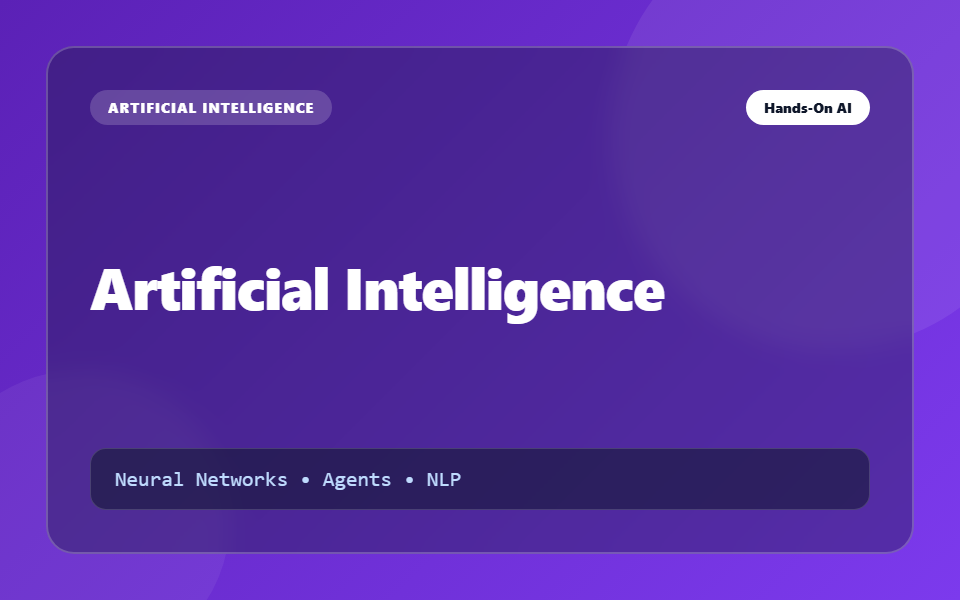 ARTIFICIAL INTELLIGENCE
Hands-On AI
Artificial Intelligence
Neural Networks • Agents • NLP